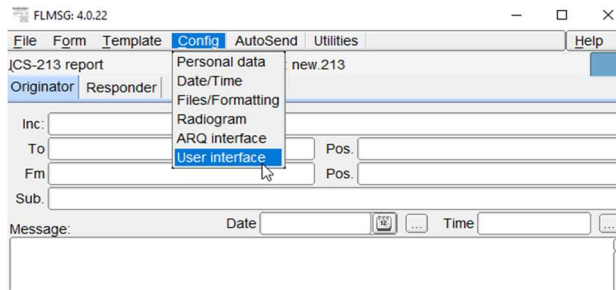 FLMSG: 4.0.22
File Form Template Config AutoSend Utilities Help
ICS-213 report : new.213
Personal data
Date/Time
Files/Formatting
Radiogram
ARQ interface
User interface
Originator Responder
Inc:
To Pos.
Fm Pos.
Sub.
Message: Date 12 ... Time ...